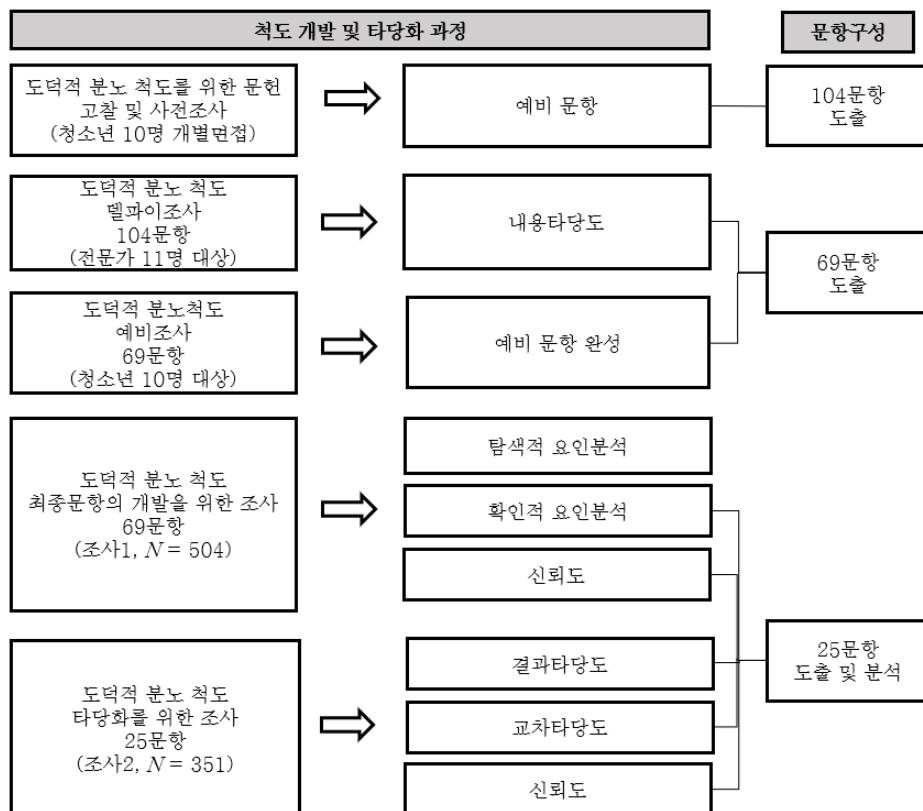 척도 개발 및 타당화 과정
문항구성
도덕적 분노 척도를 위한 문헌
고찰 및 사전조사
(청소년 10명 개별면접)
예비 문항
104문항
도출
도덕적 분노 척도
델파이조사
104문항
(전문가 11명 대상)
내용타당도
69문항
도출
도덕적 분노척도
예비조사
69문항
(청소년 10명 대상)
예비 문항 완성
도덕적 분노 척도
최종문항의 개발을 위한 조사
69문항
(조사1, N = 504)
탐색적 요인분석
확인적 요인분석
신뢰도
25문항
도출 및 분석
도덕적 분노 척도
타당화를 위한 조사
25문항
(조사2, N = 351)
결과타당도
교차타당도
신뢰도